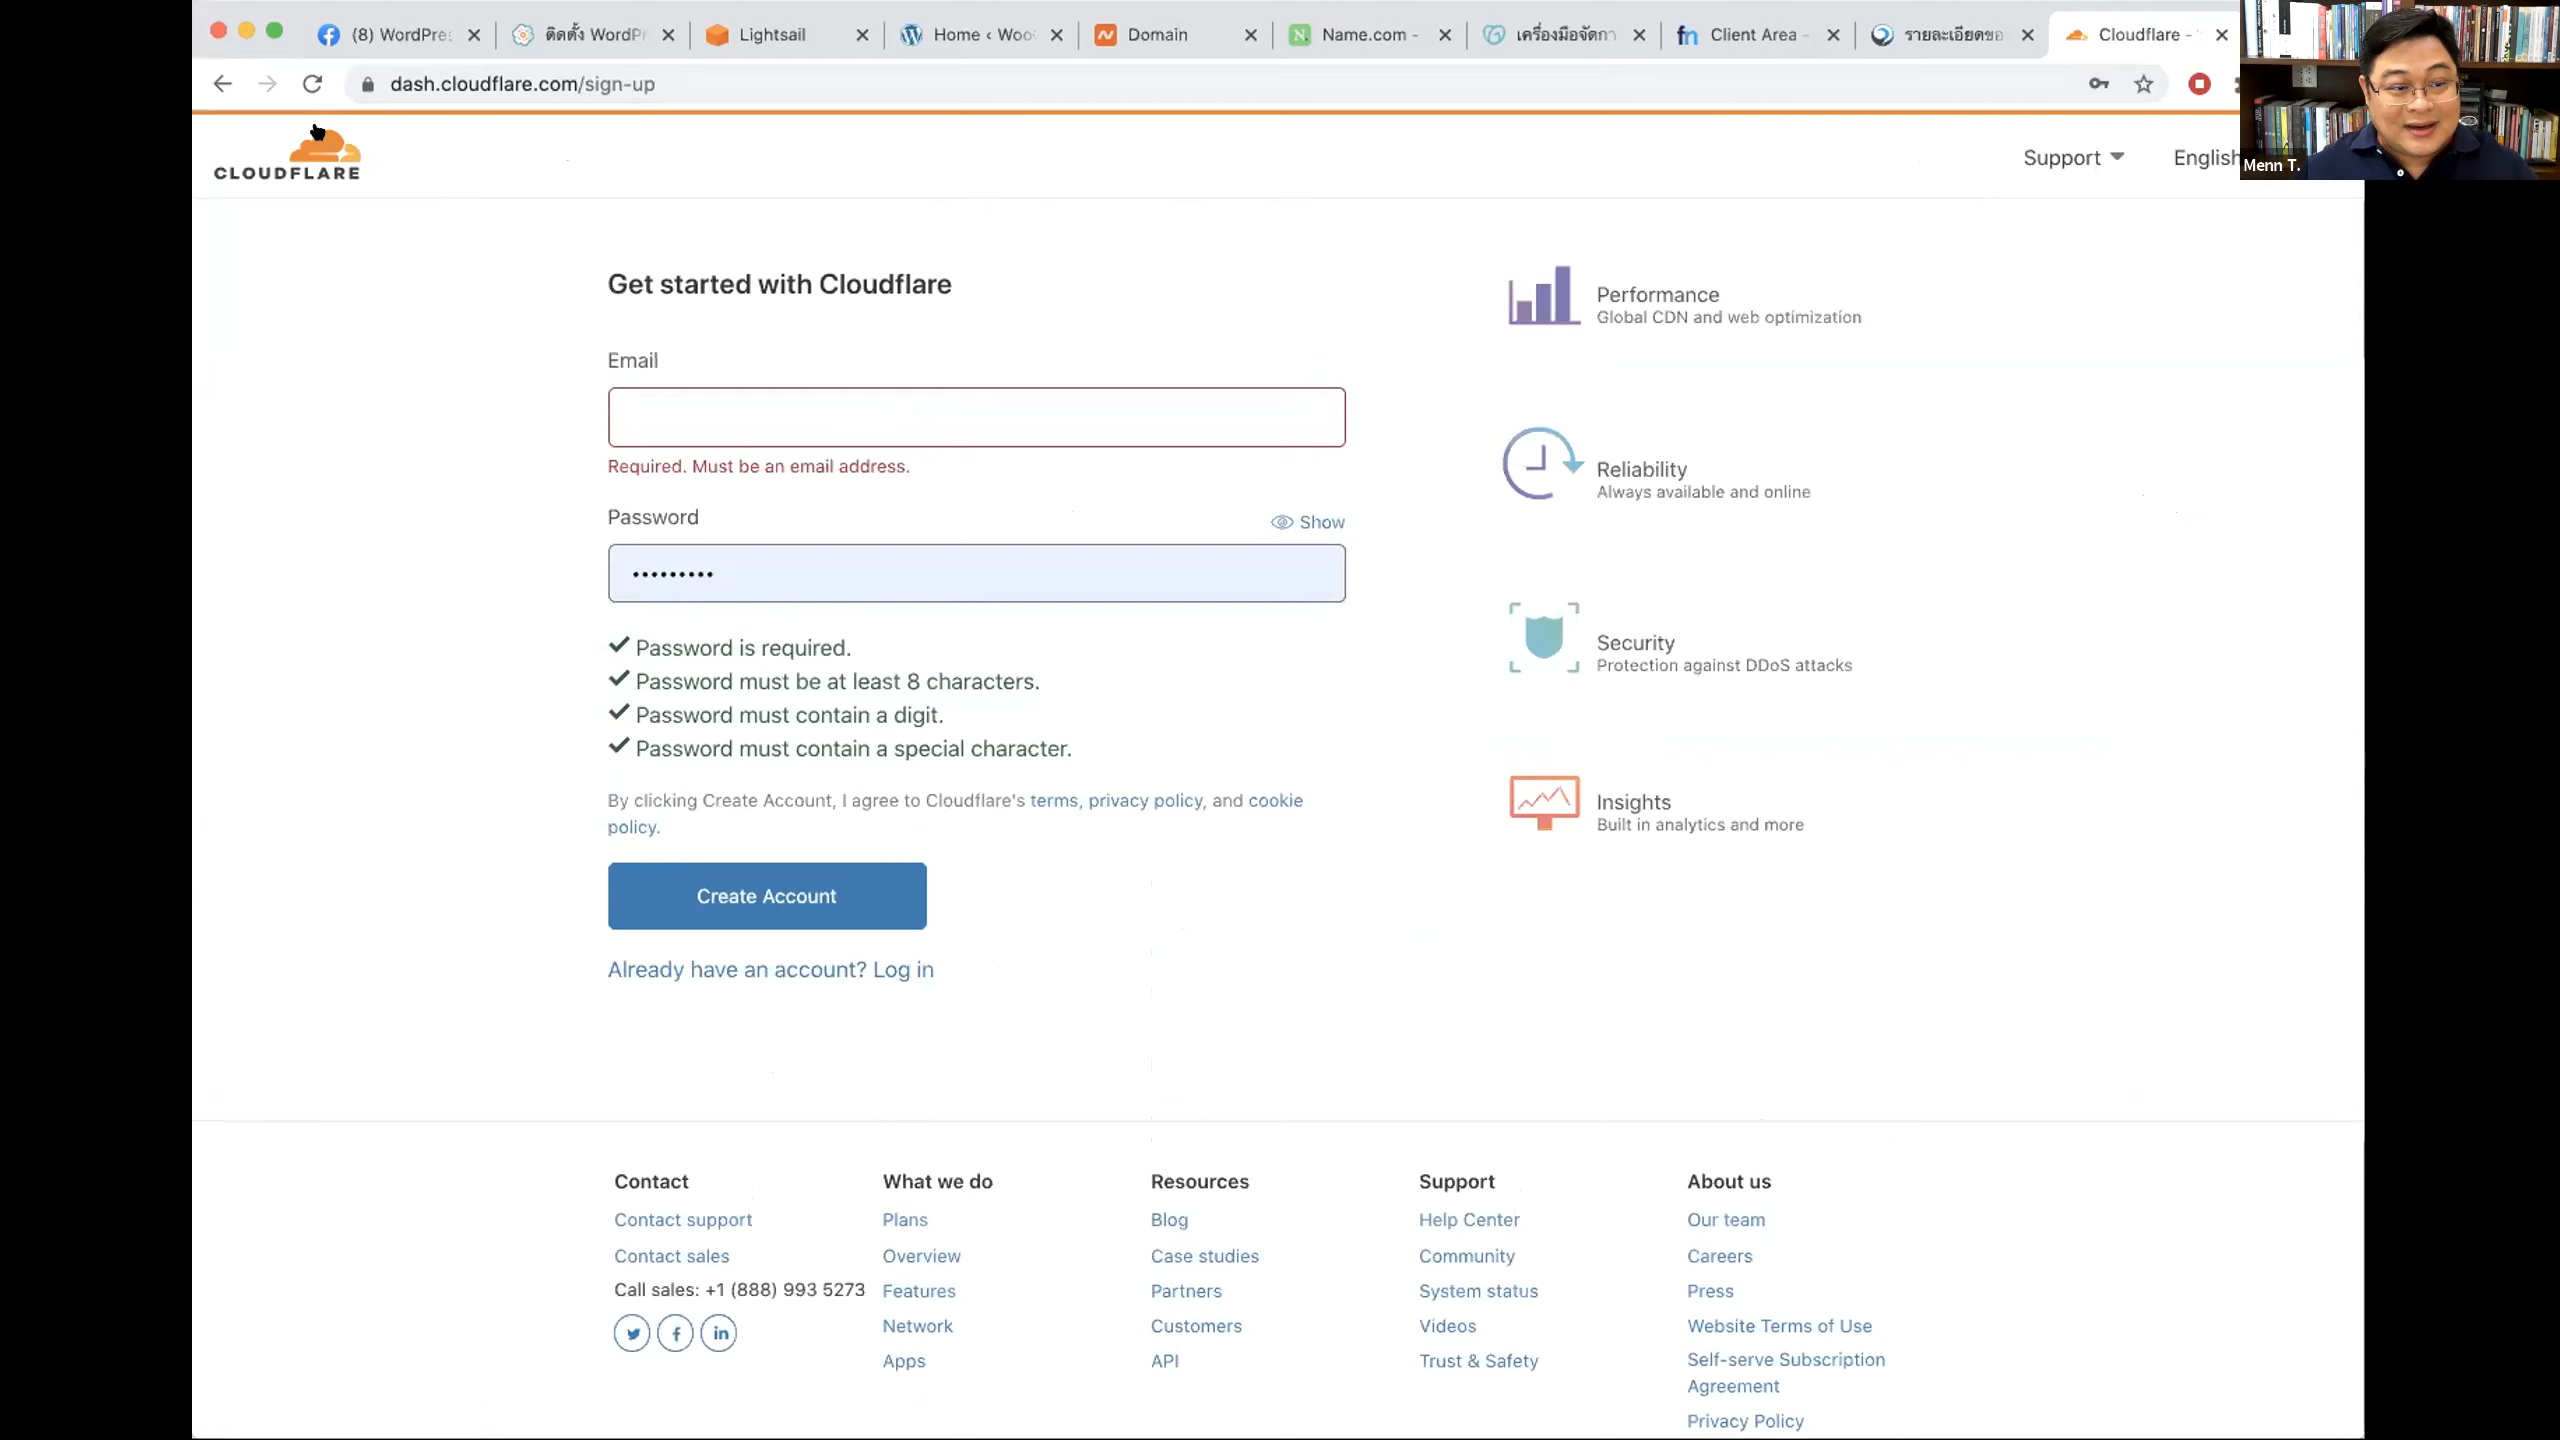 (8) WordPre
ติดตั้ง WordP
Lightsail
Home ‹ Woo
Domain
Name.com -
เครื่องมือจัดกา
Client Area -
รายละเอียดขอ
Cloudflare -
dash.cloudflare.com/sign-up
CLOUDFLARE
Support
English
Menn T.
Get started with Cloudflare
Email
Required. Must be an email address.
Password
Show
•••••••••
Password is required.
Password must be at least 8 characters.
Password must contain a digit.
Password must contain a special character.
By clicking Create Account, I agree to Cloudflare's terms, privacy policy, and cookie
policy.
Create Account
Already have an account? Log in
Performance
Global CDN and web optimization
Reliability
Always available and online
Security
Protection against DDoS attacks
Insights
Built in analytics and more
Contact
Contact support
Contact sales
Call sales: +1 (888) 993 5273
What we do
Plans
Overview
Features
Network
Apps
Resources
Blog
Case studies
Partners
Customers
API
Support
Help Center
Community
System status
Videos
Trust & Safety
About us
Our team
Careers
Press
Website Terms of Use
Self-serve Subscription
Agreement
Privacy Policy